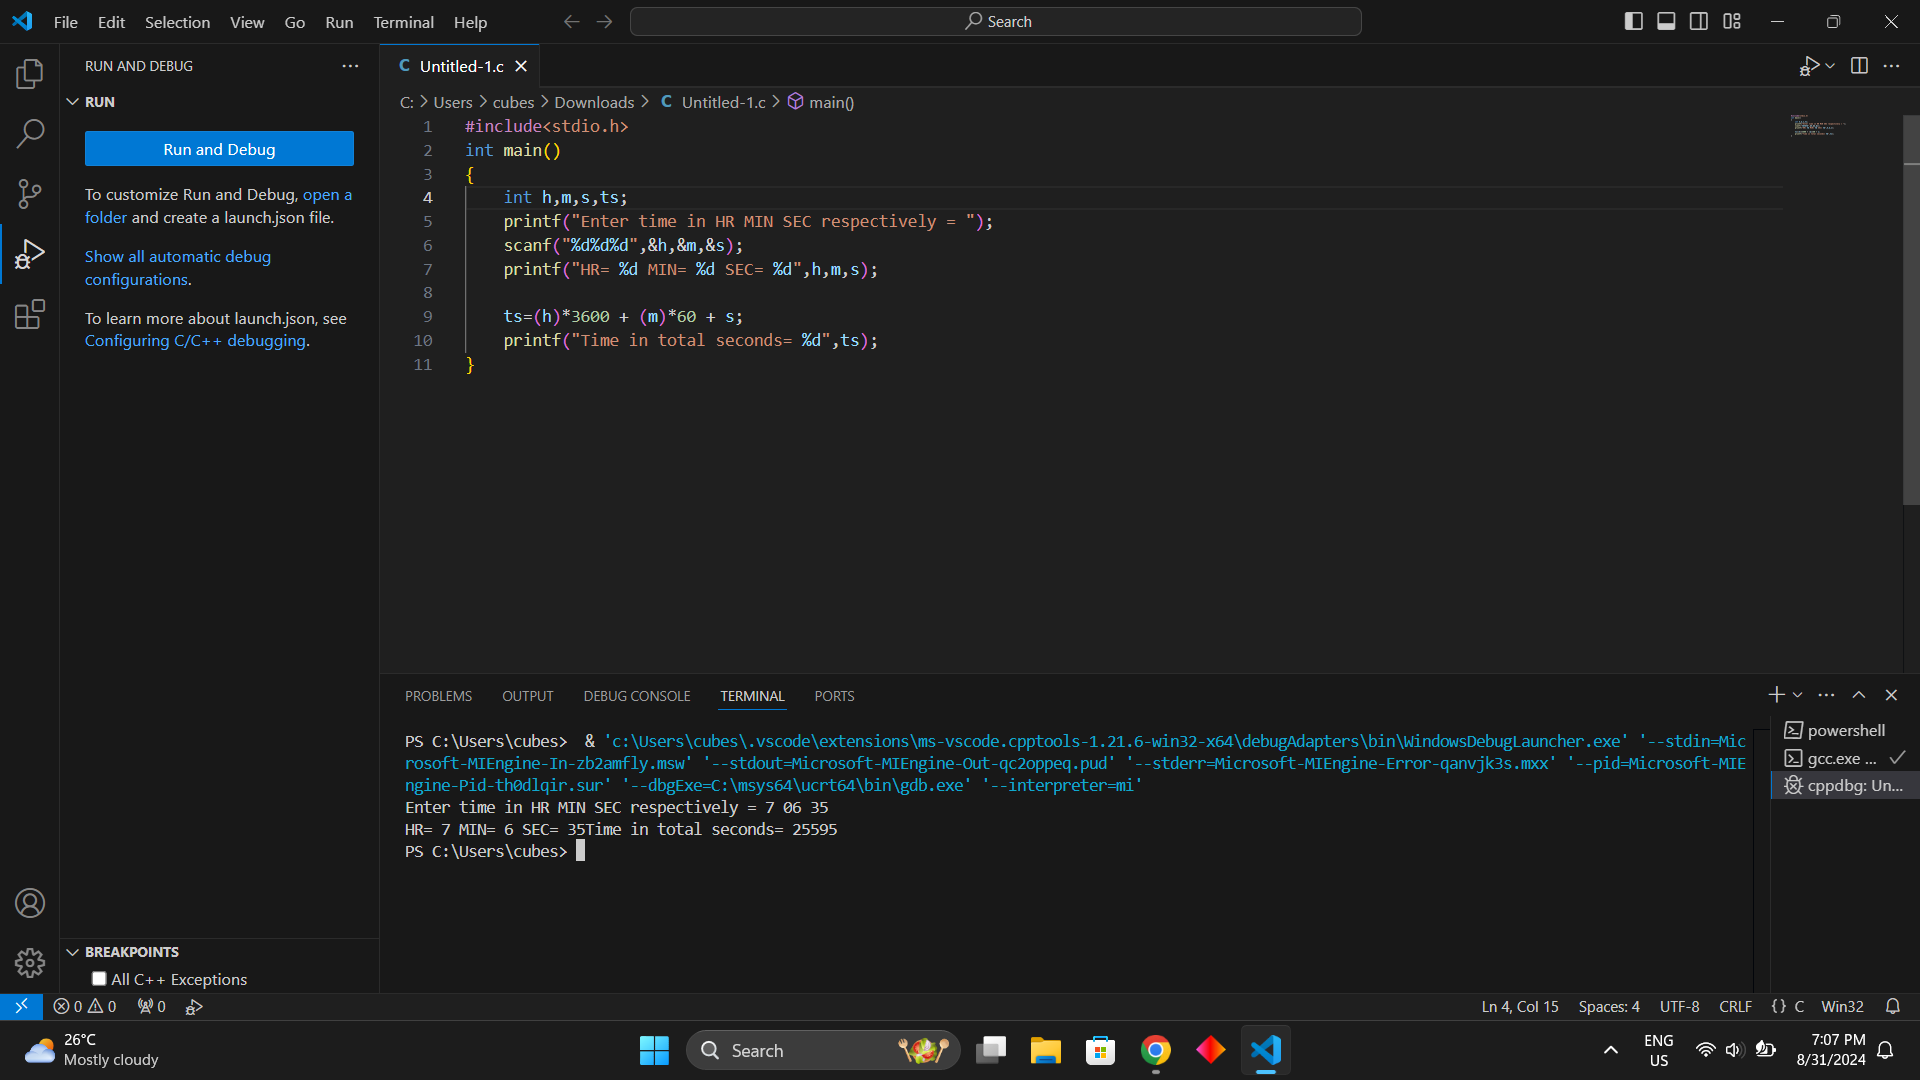 File Edit Selection View Go Run Terminal Help
Search
RUN AND DEBUG
RUN
Run and Debug
To customize Run and Debug, open a
folder and create a launch.json file.
Show all automatic debug
configurations.
To learn more about launch.json, see
Configuring C/C++ debugging.
BREAKPOINTS
All C++ Exceptions
C Untitled-1.c
C: > Users > cubes > Downloads > C Untitled-1.c > main()
1 #include<stdio.h>
2 int main()
3 {
4 int h,m,s,ts;
5 printf("Enter time in HR MIN SEC respectively = ");
6 scanf("%d%d%d",&h,&m,&s);
7 printf("HR= %d MIN= %d SEC= %d",h,m,s);
8
9 ts=(h)*3600 + (m)*60 + s;
10 printf("Time in total seconds= %d",ts);
11 }
PROBLEMS OUTPUT DEBUG CONSOLE TERMINAL PORTS
PS C:\Users\cubes>  & 'c:\Users\cubes\.vscode\extensions\ms-vscode.cpptools-1.21.6-win32-x64\debugAdapters\bin\WindowsDebugLauncher.exe' '--stdin=Mic
rosoft-MIEngine-In-zb2amfly.msw' '--stdout=Microsoft-MIEngine-Out-qc2oppeq.pud' '--stderr=Microsoft-MIEngine-Error-qanvjk3s.mxx' '--pid=Microsoft-MIE
ngine-Pid-th0dlqir.sur' '--dbgExe=C:\msys64\ucrt64\bin\gdb.exe' '--interpreter=mi'
Enter time in HR MIN SEC respectively = 7 06 35
HR= 7 MIN= 6 SEC= 35Time in total seconds= 25595
PS C:\Users\cubes>
powershell
gcc.exe ...
cppdbg: Un...
0 0 0
Ln 4, Col 15 Spaces: 4 UTF-8 CRLF {} C Win32
26°C
Mostly cloudy
Search
ENG
US
7:07 PM
8/31/2024